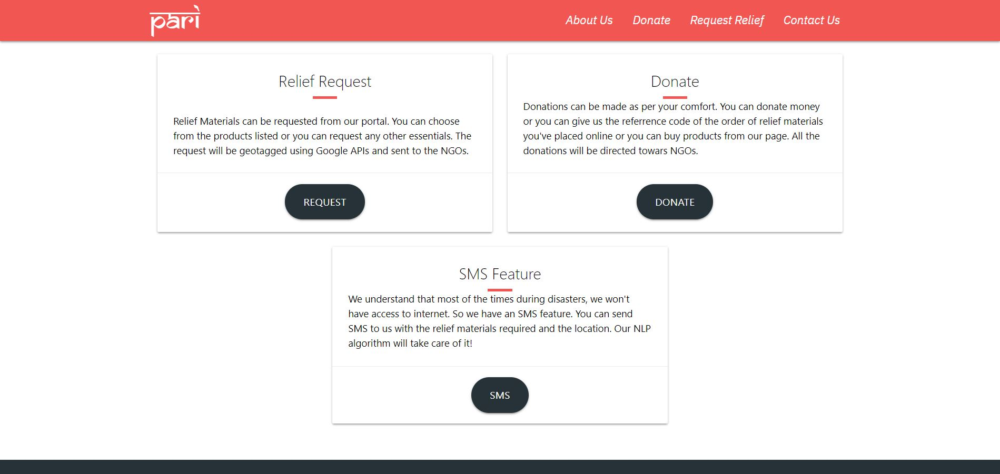 pari
About Us Donate Request Relief Contact Us
Relief Request
Relief Materials can be requested from our portal. You can choose
from the products listed or you can request any other essentials. The
request will be geotagged using Google APIs and sent to the NGOs.
REQUEST
Donate
Donations can be made as per your comfort. You can donate money
or you can give us the referrence code of the order of relief materials
you've placed online or you can buy products from our page. All the
donations will be directed towars NGOs.
DONATE
SMS Feature
We understand that most of the times during disasters, we won't
have access to internet. So we have an SMS feature. You can send
SMS to us with the relief materials required and the location. Our NLP
algorithm will take care of it!
SMS